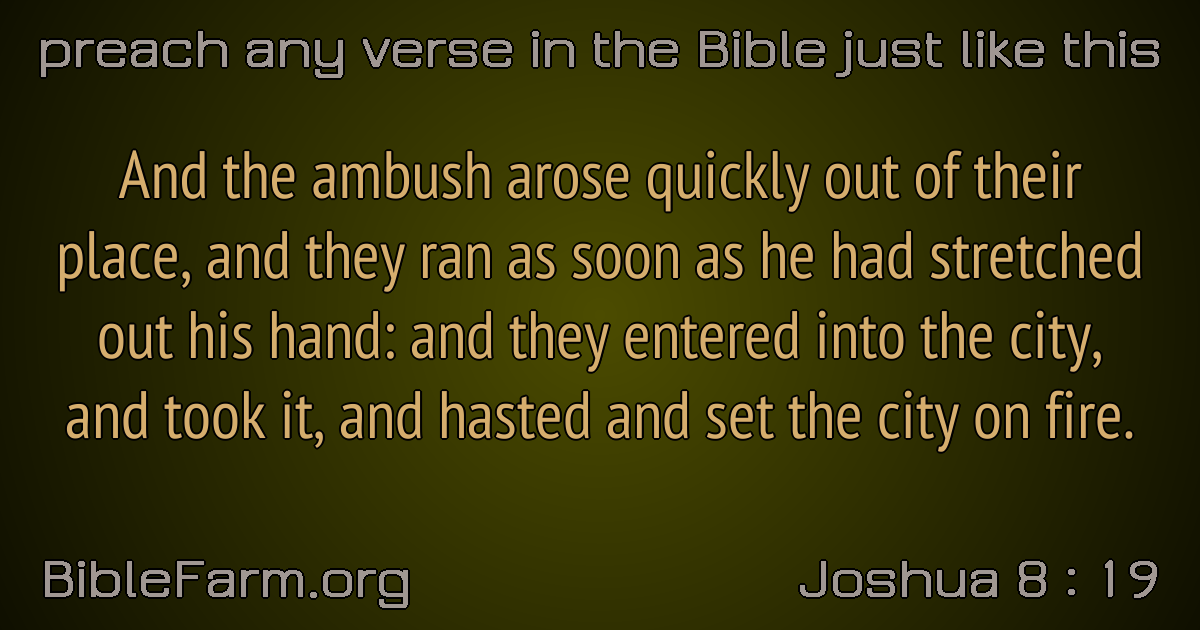 preach any verse in the Bible just like this
And the ambush arose quickly out of their
place, and they ran as soon as he had stretched
out his hand: and they entered into the city,
and took it, and hasted and set the city on fire.
BibleFarm.org
Joshua 8 : 19